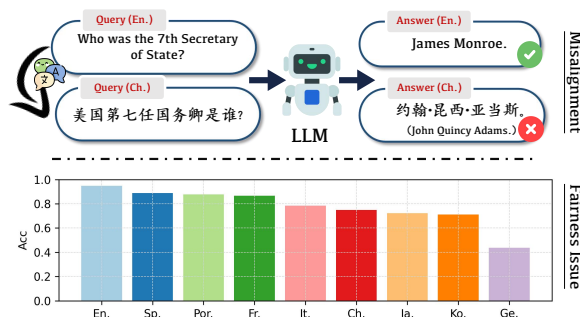 Query (En.)
Who was the 7th Secretary
of State?
Query (Ch.)
美国第七任国务卿是谁?
LLM
Answer (En.)
James Monroe.
Answer (Ch.)
约翰·昆西·亚当斯。
(John Quincy Adams.)
Misalignment
文
A
1.0
0.8
0.6
0.4
0.2
0.0
Acc
En.
Sp.
Por.
Fr.
It.
Ch.
Ja.
Ko.
Ge.
Fairness Issue